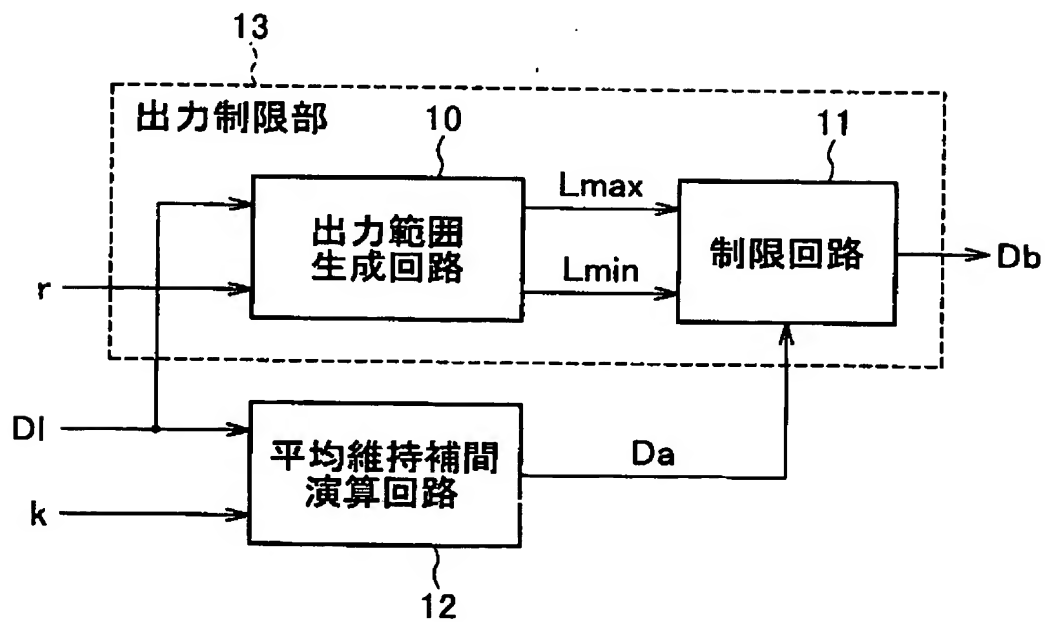 13
出力制限部
10
11
出力範囲
生成回路
Lmax
Lmin
制限回路
Db
r
Dl
k
平均維持補間
演算回路
Da
12